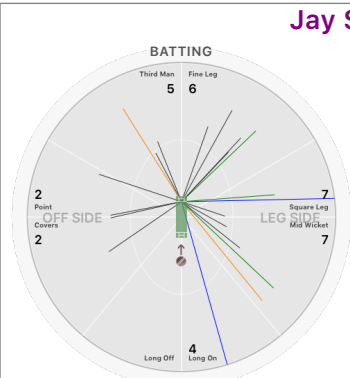 Jay S
BATTING
Third Man Fine Leg
5 6
2 7
Point Square Leg
OFF SIDE LEG SIDE
Covers Mid Wicket
2 7
4
Long Off Long On